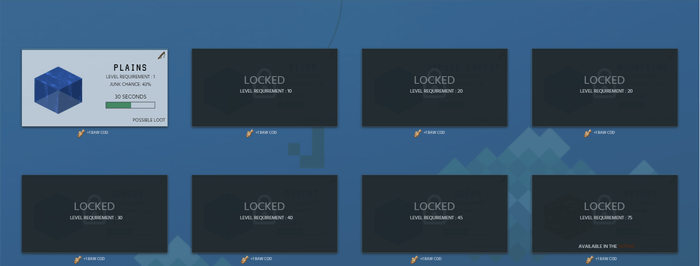 PLAINS
LEVEL REQUIREMENT : 1
JUNK CHANCE: 40%
30 SECONDS
POSSIBLE LOOT
LOCKED
LEVEL REQUIREMENT : 10
LOCKED
LEVEL REQUIREMENT : 20
LOCKED
LEVEL REQUIREMENT : 20
+1 RAW COD
+1 RAW COD
+1 RAW COD
+1 RAW COD
LOCKED
LEVEL REQUIREMENT : 30
LOCKED
LEVEL REQUIREMENT : 40
LOCKED
LEVEL REQUIREMENT : 45
LOCKED
LEVEL REQUIREMENT : 75
AVAILABLE IN THE
+1 RAW COD
+1 RAW COD
+1 RAW COD
+1 RAW COD